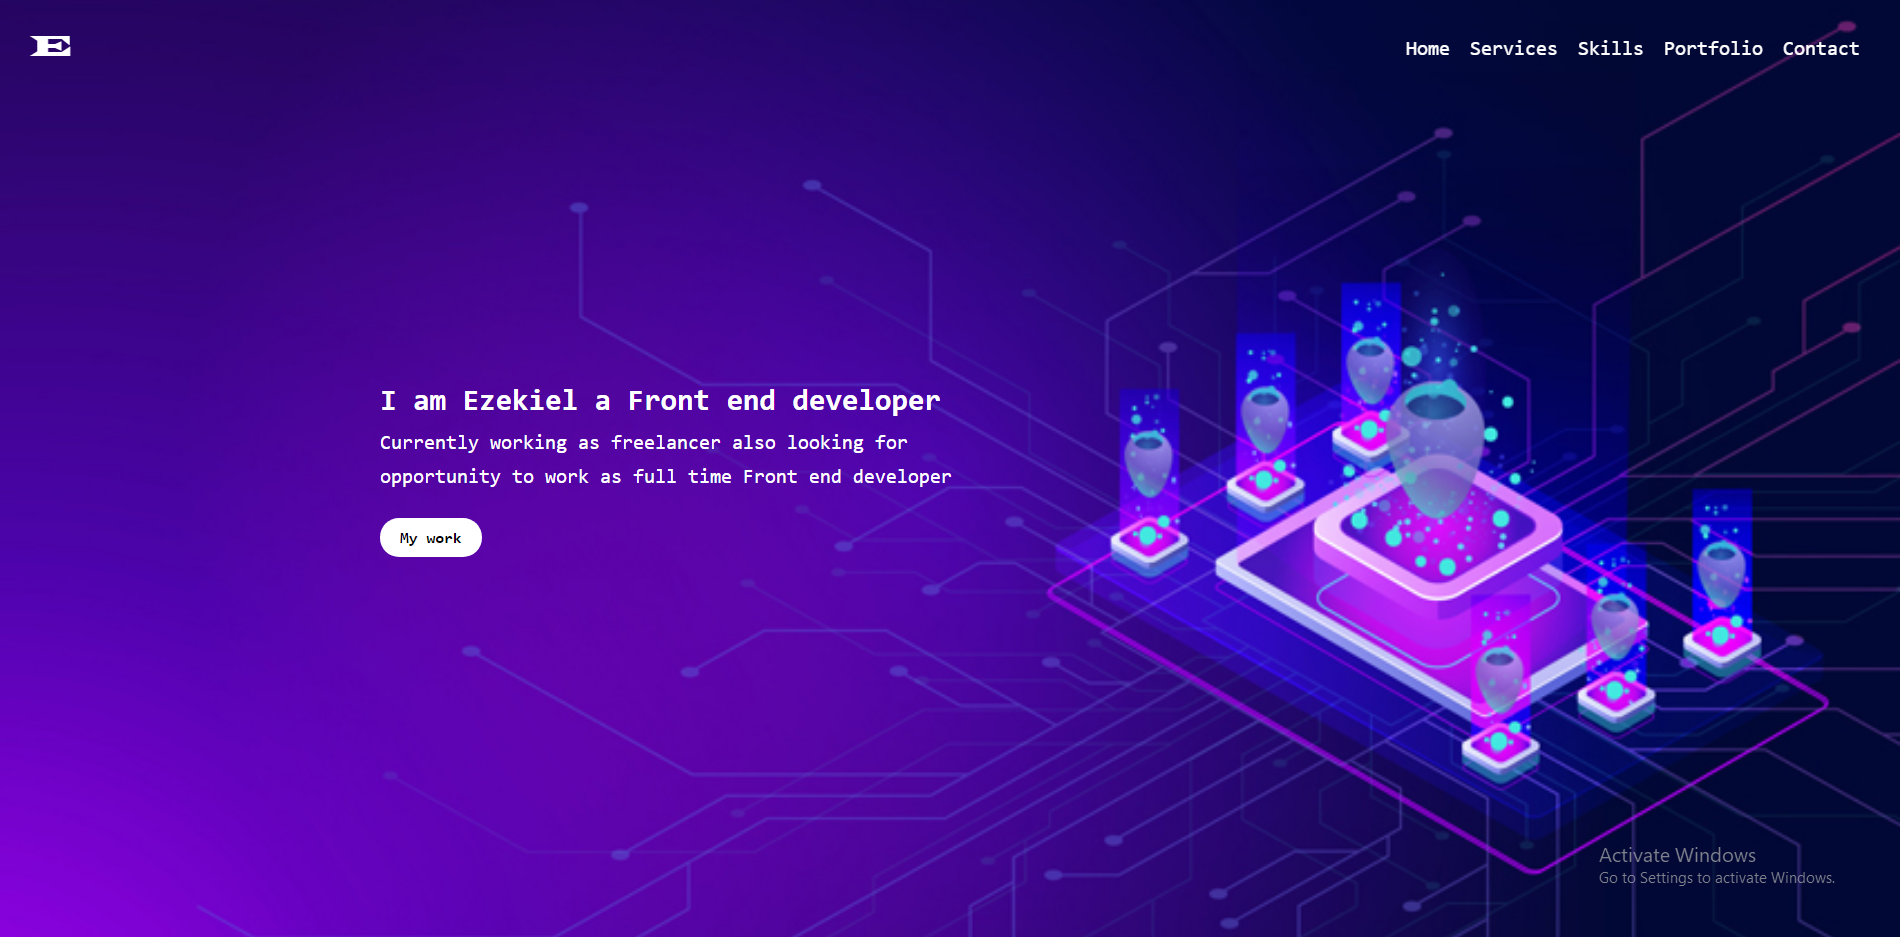 E
Home Services Skills Portfolio Contact
I am Ezekiel a Front end developer
Currently working as freelancer also looking for
opportunity to work as full time Front end developer
My work
Activate Windows
Go to Settings to activate Windows.